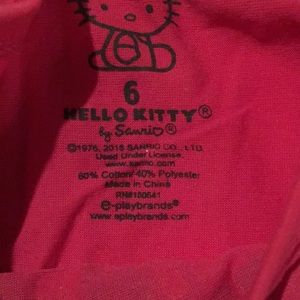 6
HELLO KITTY®
by Sanrio®
©1976, 2015 SANRIO CO., LTD.
Used Under License.
www.sanrio.com
60% Cotton/40% Polyester
Made in China
e-playbrands®
www.eplaybrands.com